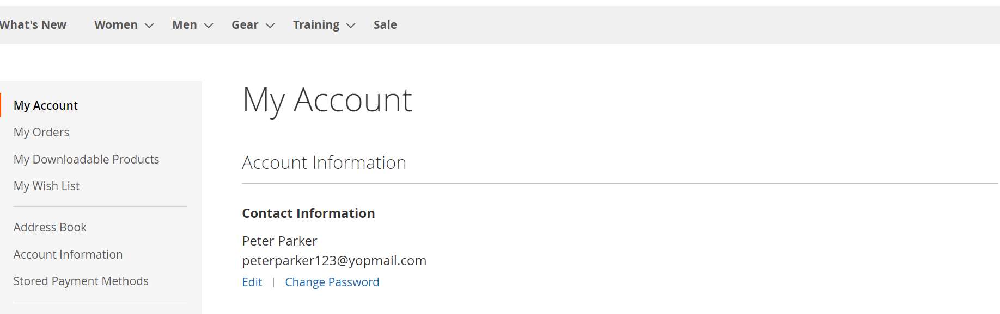 What's New Women Men Gear Training Sale
My Account
My Orders
My Downloadable Products
My Wish List
Address Book
Account Information
Stored Payment Methods
My Account
Account Information
Contact Information
Peter Parker
peterparker123@yopmail.com
Edit | Change Password